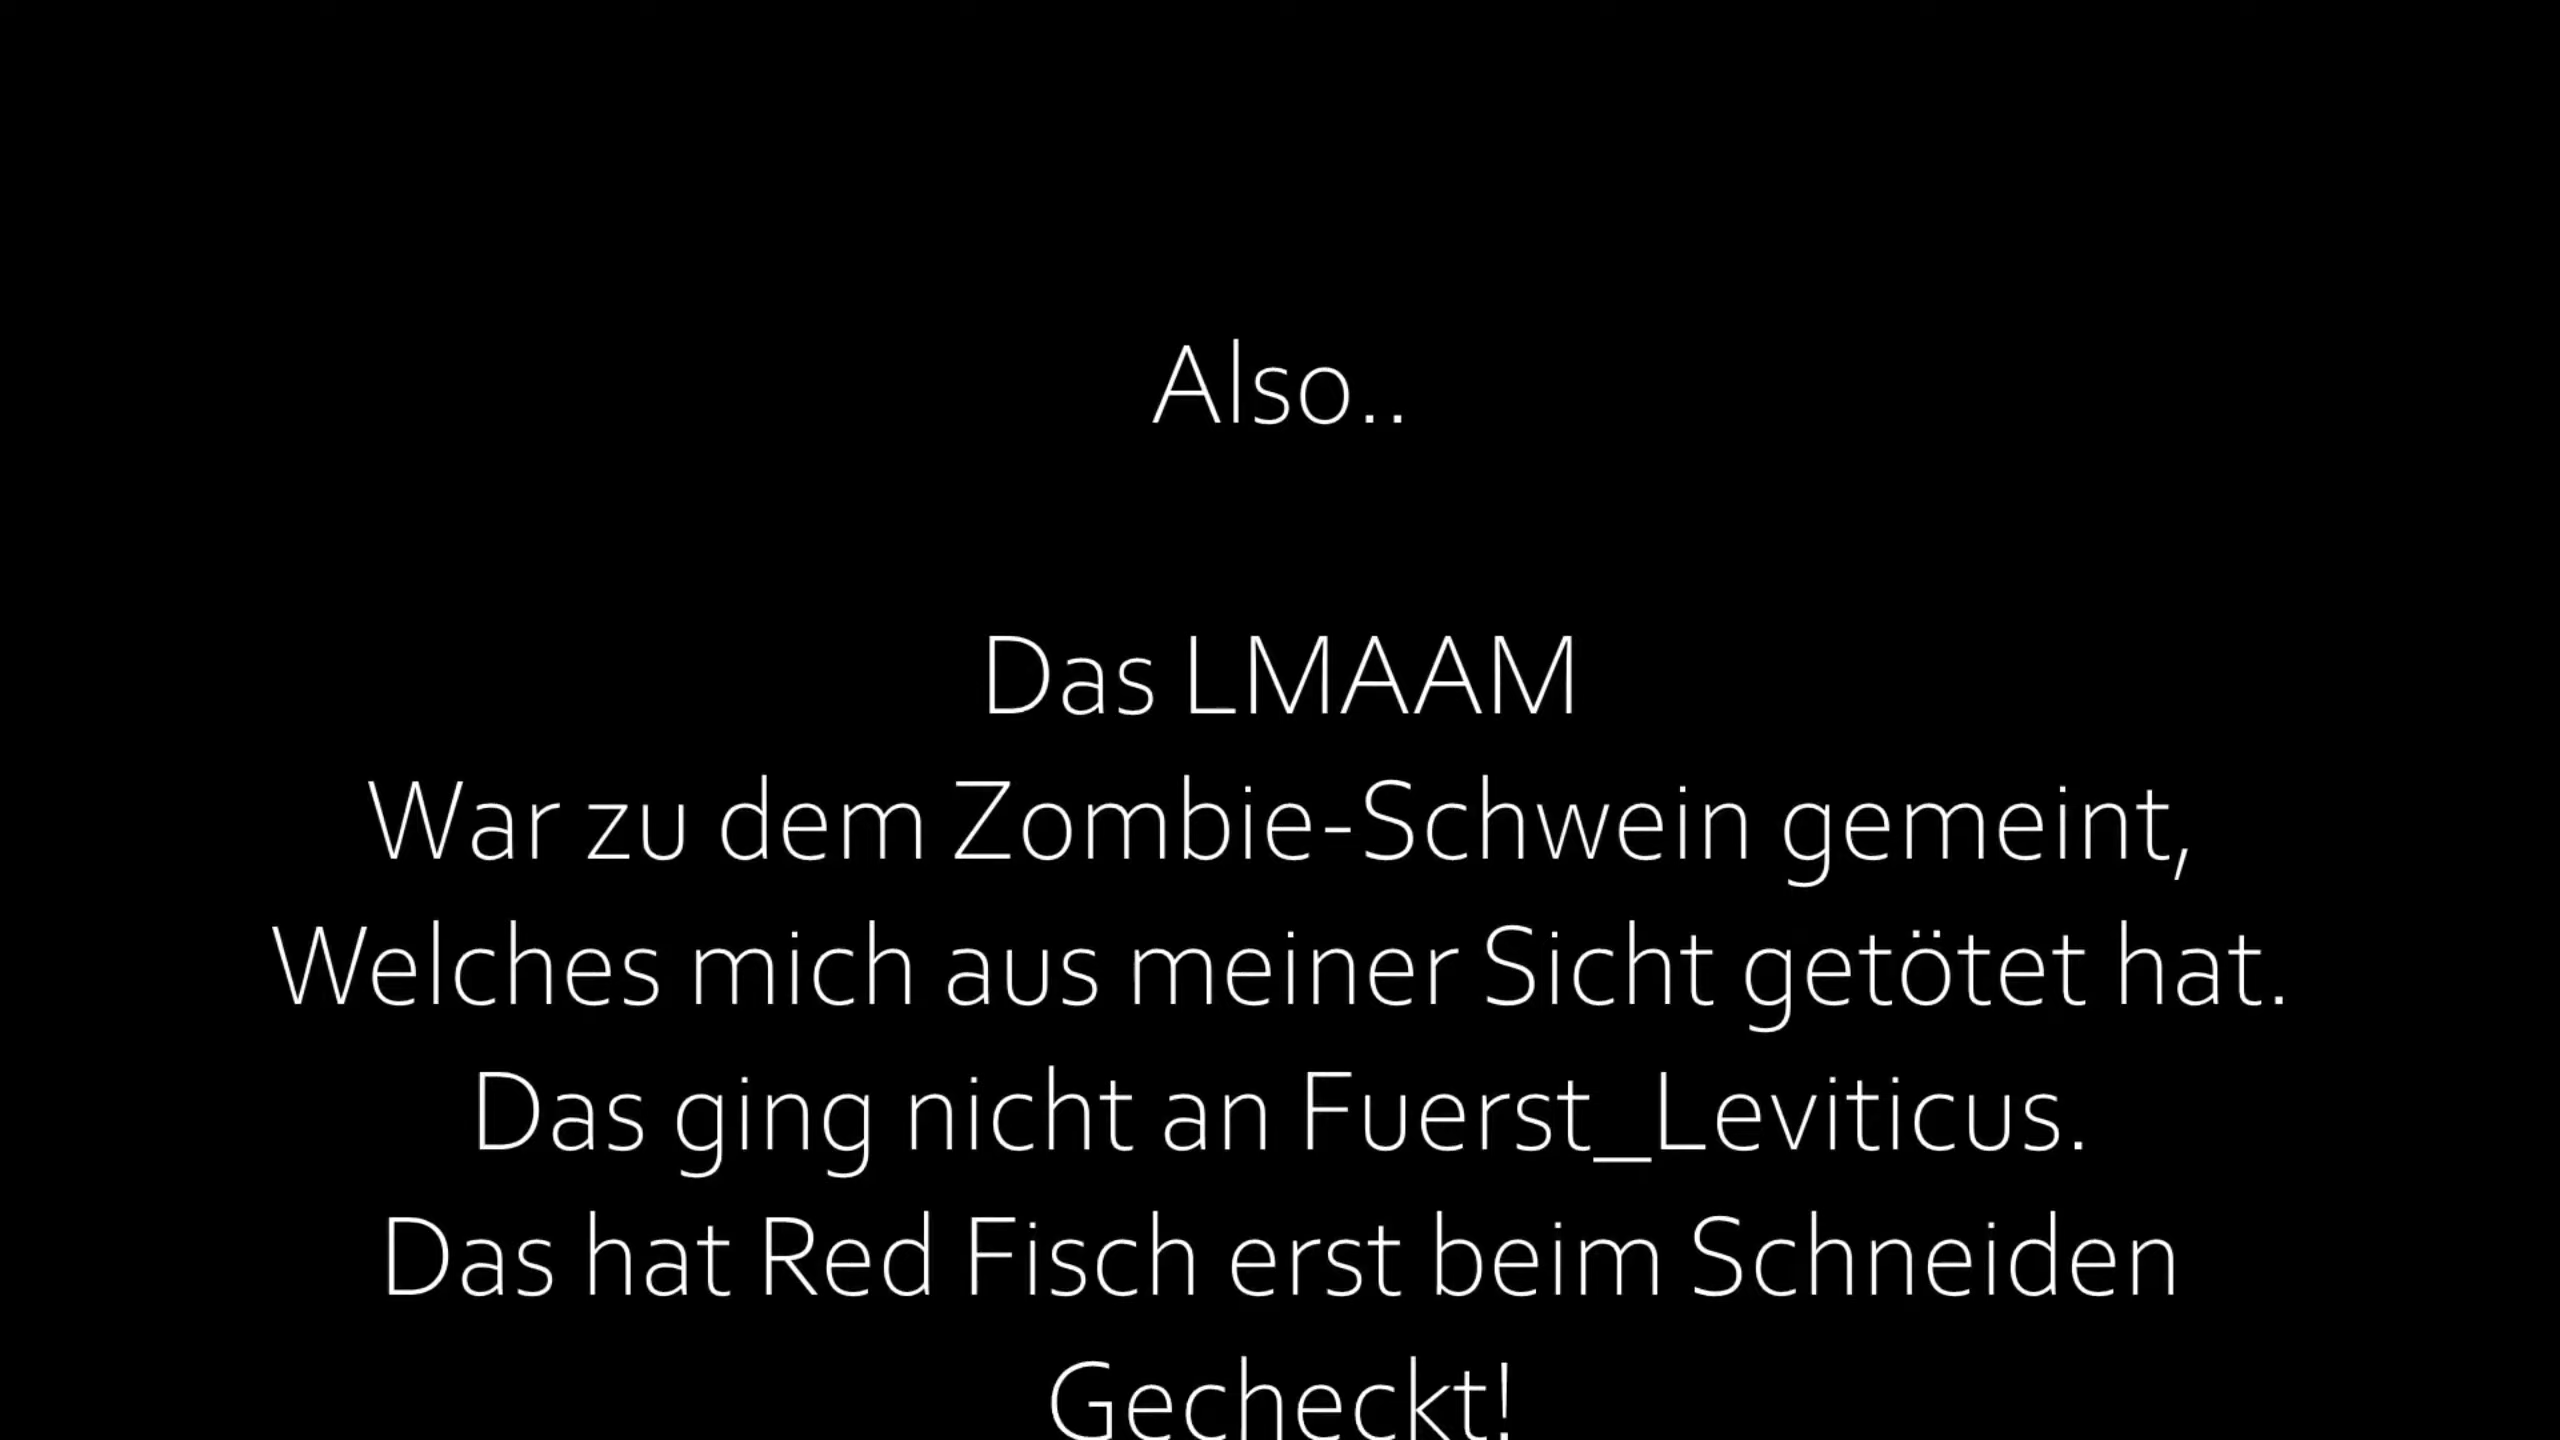 Also..
Das LMAAM
War zu dem Zombie-Schwein gemeint,
Welches mich aus meiner Sicht getötet hat.
Das ging nicht an Fuerst_Leviticus.
Das hat Red Fisch erst beim Schneiden
Gecheckt!